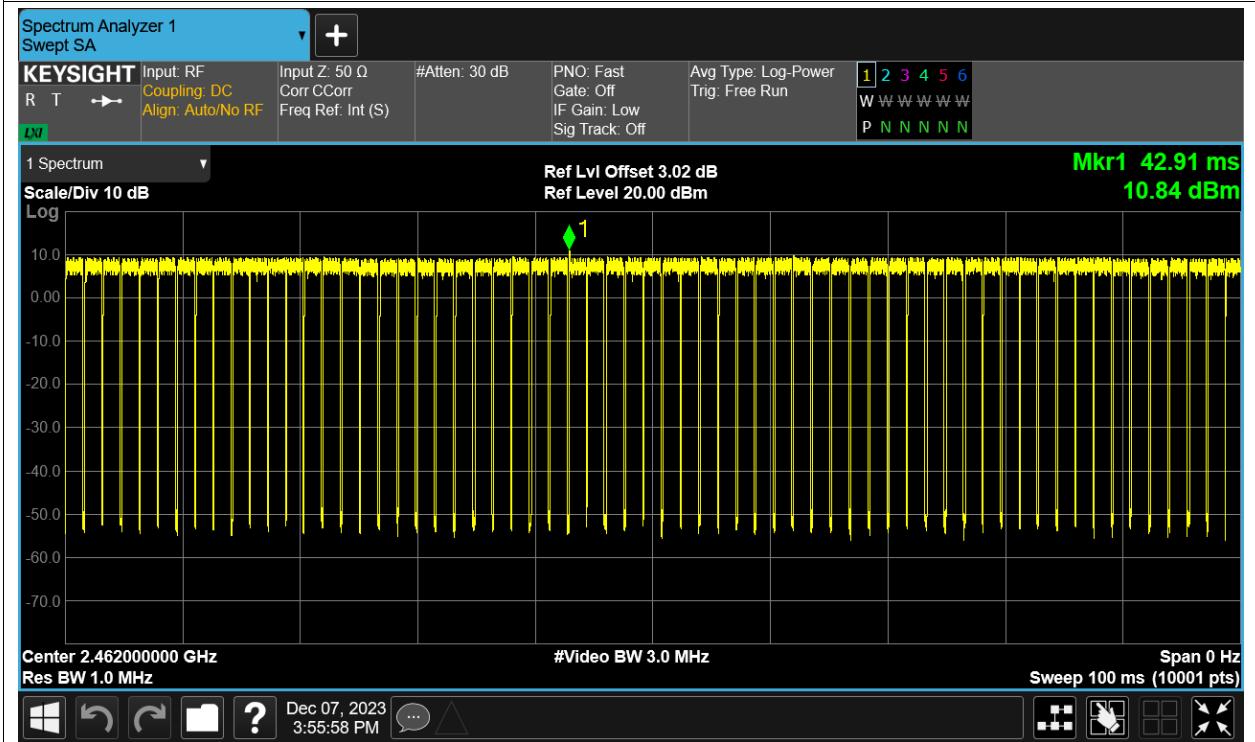 Spectrum Analyzer 1
Swept SA
KEYSIGHT
R T
LXI
Input: RF
Coupling: DC
Align: Auto/No RF
Input Z: 50 Ω
Corr CCorr
Freq Ref: Int (S)
#Atten: 30 dB
PNO: Fast
Gate: Off
IF Gain: Low
Sig Track: Off
Avg Type: Log-Power
Trig: Free Run
1 2 3 4 5 6
W W W W W W
P N N N N N
1 Spectrum
Scale/Div 10 dB
Log
Ref Lvl Offset 3.02 dB
Ref Level 20.00 dBm
Mkr1 42.91 ms
10.84 dBm
1
10.0
0.00
-10.0
-20.0
-30.0
-40.0
-50.0
-60.0
-70.0
Center 2.462000000 GHz
Res BW 1.0 MHz
#Video BW 3.0 MHz
Span 0 Hz
Sweep 100 ms (10001 pts)
?
Dec 07, 2023
3:55:58 PM